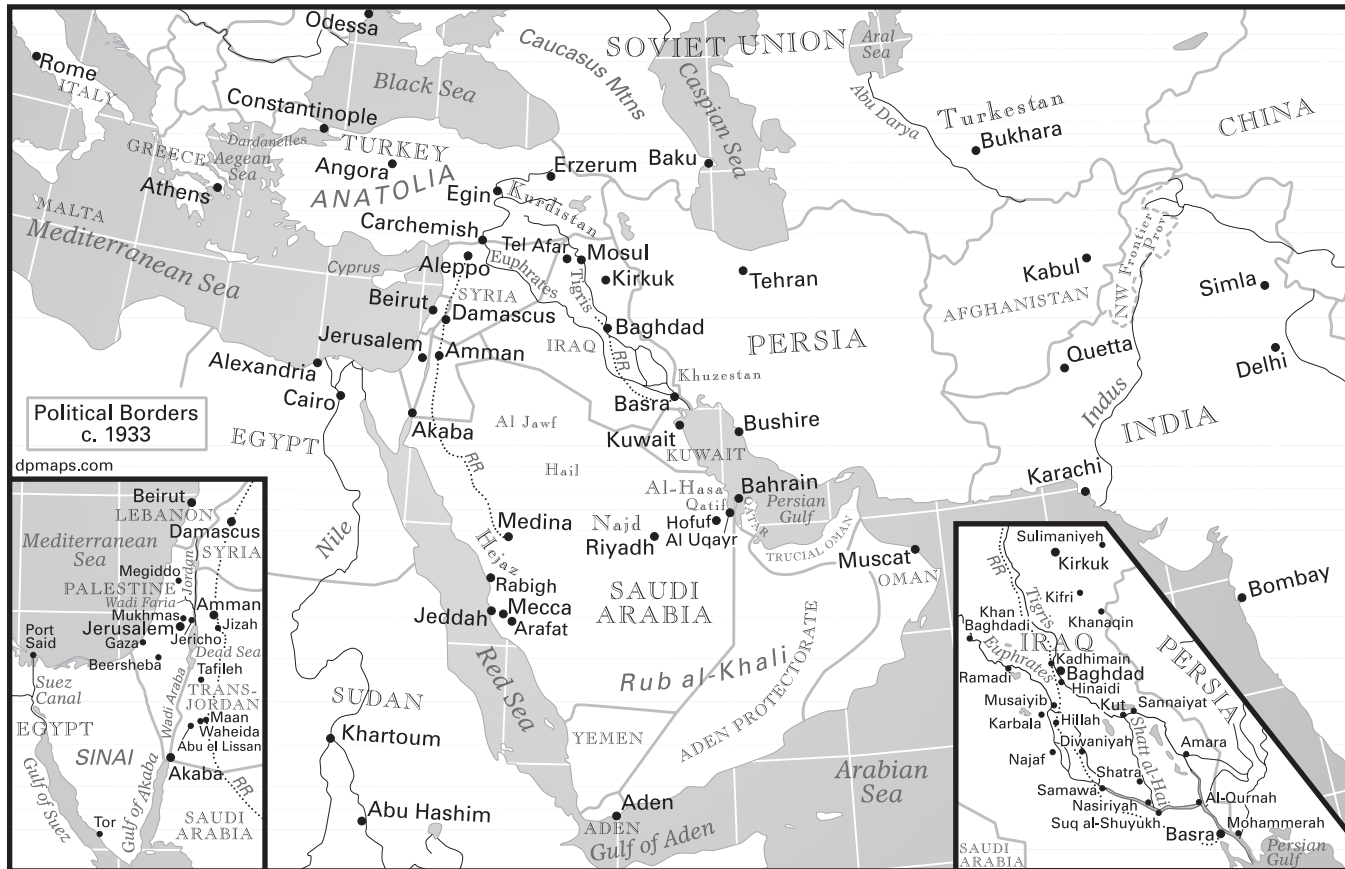 Odessa
SOVIET UNION
Aral
Sea
Caucasus Mtns
Caspian Sea
Rome
ITALY
Black Sea
Abu Darya
Turkestan
Bukhara
CHINA
Constantinople
Dardanelles
GREECE
Aegean
Sea
TURKEY
Angora
ANATOLIA
Erzerum
Baku
Athens
Egin
Kurdistan
MALTA
Mediterranean Sea
Carchemish
Tel Afar
Mosul
Cyprus
Aleppo
Euphrates
Tigris
Kirkuk
Tehran
Kabul
AFGHANISTAN
NW Frontier
Prov.
Simla
Beirut
SYRIA
Damascus
Baghdad
Jerusalem
Amman
IRAQ
RR
PERSIA
Quetta
Delhi
Alexandria
Khuzestan
Cairo
Basra
Indus
INDIA
Political Borders
c. 1933
EGYPT
Akaba
Al Jawf
Kuwait
KUWAIT
Bushire
dpmaps.com
RR
Hail
Al-Hasa
Qatif
Bahrain
Persian
Gulf
QATAR
Karachi
Nile
Medina
Najd
Riyadh
Hofuf
Al Uqayr
TRUCIAL OMAN
Muscat
OMAN
Hejaz
Rabigh
SAUDI
ARABIA
Jeddah
Mecca
Arafat
Bombay
Red Sea
Rub al-Khali
SUDAN
ADEN PROTECTORATE
Khartoum
YEMEN
Arabian
Sea
Abu Hashim
Aden
ADEN
Gulf of Aden
Beirut
LEBANON
Damascus
Mediterranean
Sea
SYRIA
Megiddo
Jordan
PALESTINE
Wadi Faria
Amman
Mukhmas
Jizah
Jerusalem
Port
Said
Gaza
Jericho
Dead Sea
Beersheba
Tafileh
Suez
Canal
Wadi Araba
TRANS-
JORDAN
EGYPT
Maan
Waheida
Abu el Lissan
SINAI
Akaba
RR
Gulf of Suez
Gulf of Akaba
Tor
SAUDI
ARABIA
Sulimaniyeh
RR
Kirkuk
Kifri
Tigris
Khan
Baghdadi
Khanaqin
IRAQ
Euphrates
Kadhimain
PERSIA
Ramadi
Baghdad
Hinaidi
Musaiyib
Kut
Sannaiyat
Karbala
Hillah
Shatt al-Hai
Najaf
Diwaniyah
Amara
Shatra
Samawa
Al-Qurnah
Nasiriyah
Suq al-Shuyukh
Mohammerah
Basra
SAUDI
ARABIA
Persian
Gulf